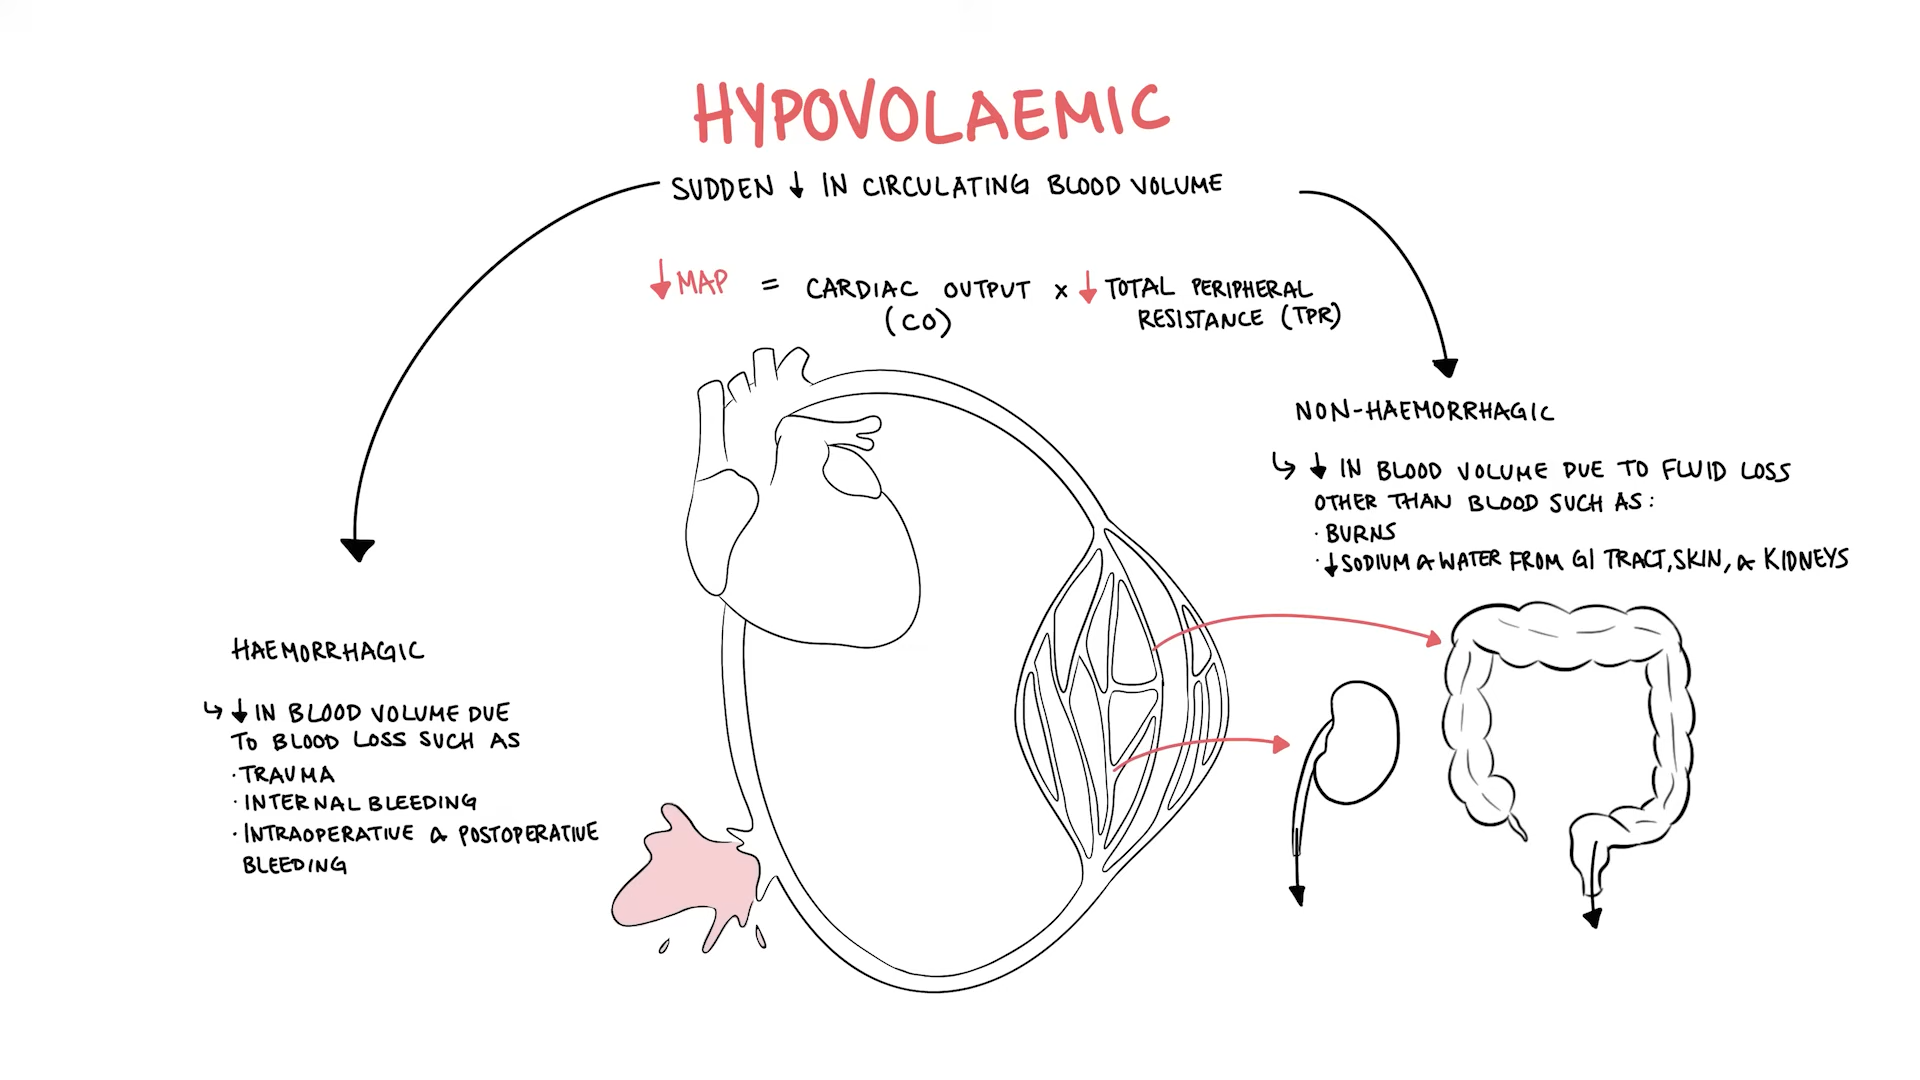 HYPOVOLAEMIC
SUDDEN ↓ IN CIRCULATING BLOOD VOLUME
↓ MAP = CARDIAC OUTPUT × ↓ TOTAL PERIPHERAL
(CO) RESISTANCE (TPR)
NON-HAEMORRHAGIC
↳ ↓ IN BLOOD VOLUME DUE TO FLUID LOSS
OTHER THAN BLOOD SUCH AS:
· BURNS
· ↓ SODIUM & WATER FROM GI TRACT, SKIN, & KIDNEYS
HAEMORRHAGIC
↳ ↓ IN BLOOD VOLUME DUE
TO BLOOD LOSS SUCH AS
· TRAUMA
· INTERNAL BLEEDING
· INTRAOPERATIVE & POSTOPERATIVE
BLEEDING